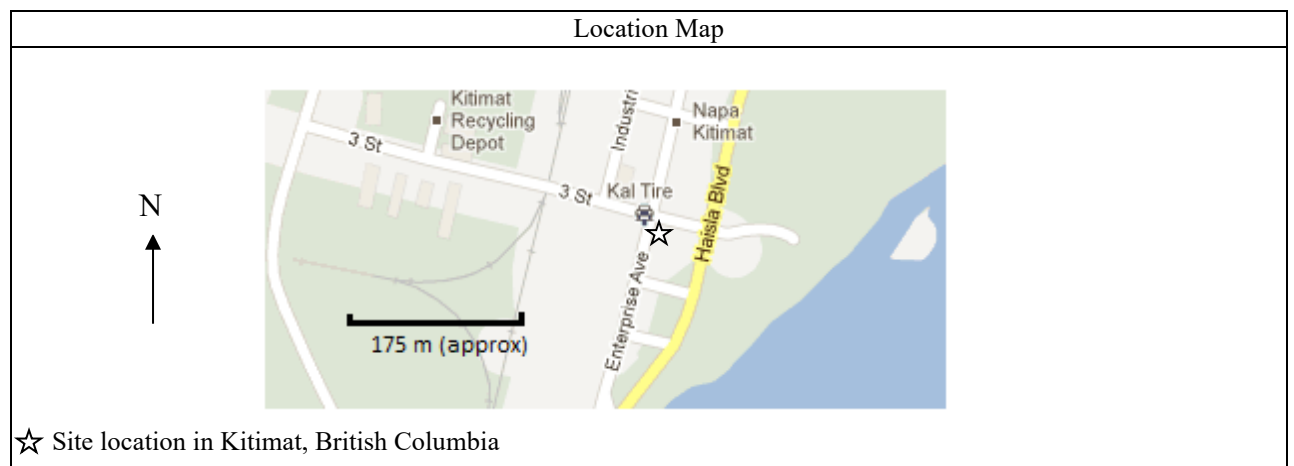 Location Map
Kitimat
Recycling
Depot
Industri
Napa
Kitimat
3 St
3 St
Kal Tire
Haisla Blvd
N
Enterprise Ave
175 m (approx)
Site location in Kitimat, British Columbia